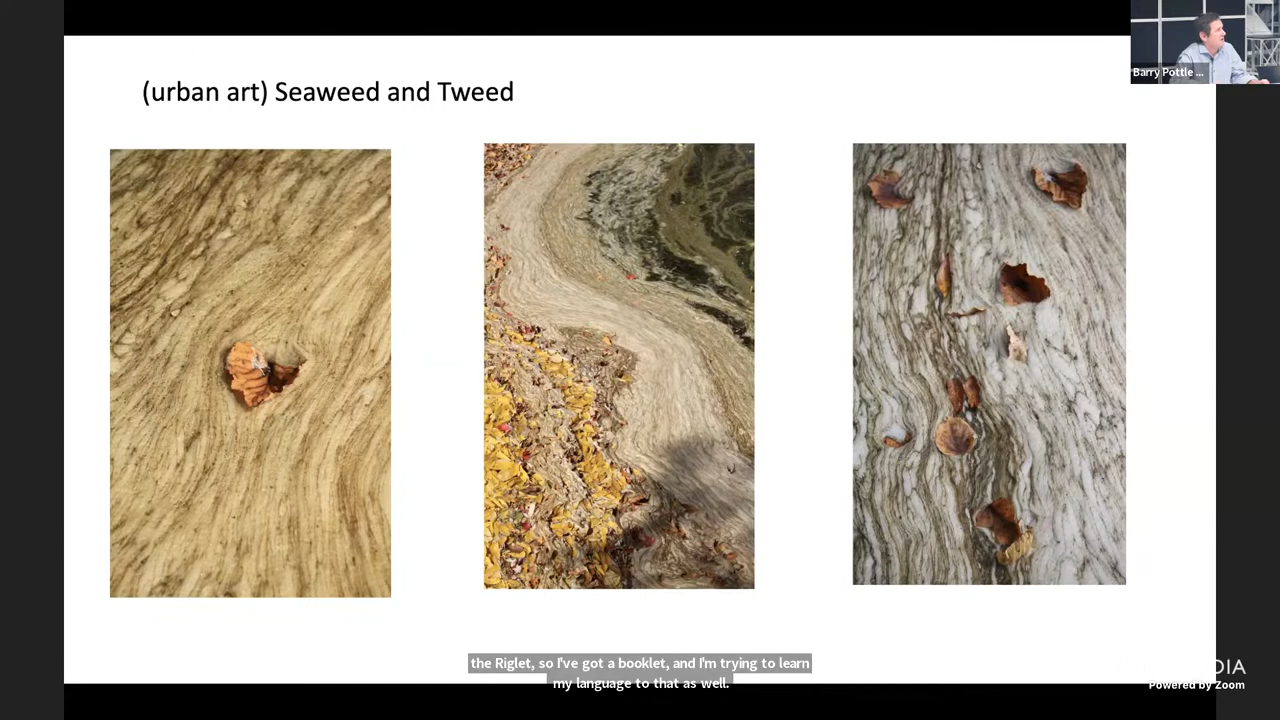 (urban art) Seaweed and Tweed
Barry Pottle ...
the Riglet, so I've got a booklet, and I'm trying to learn
my language to that as well.
DIA
Powered by Zoom